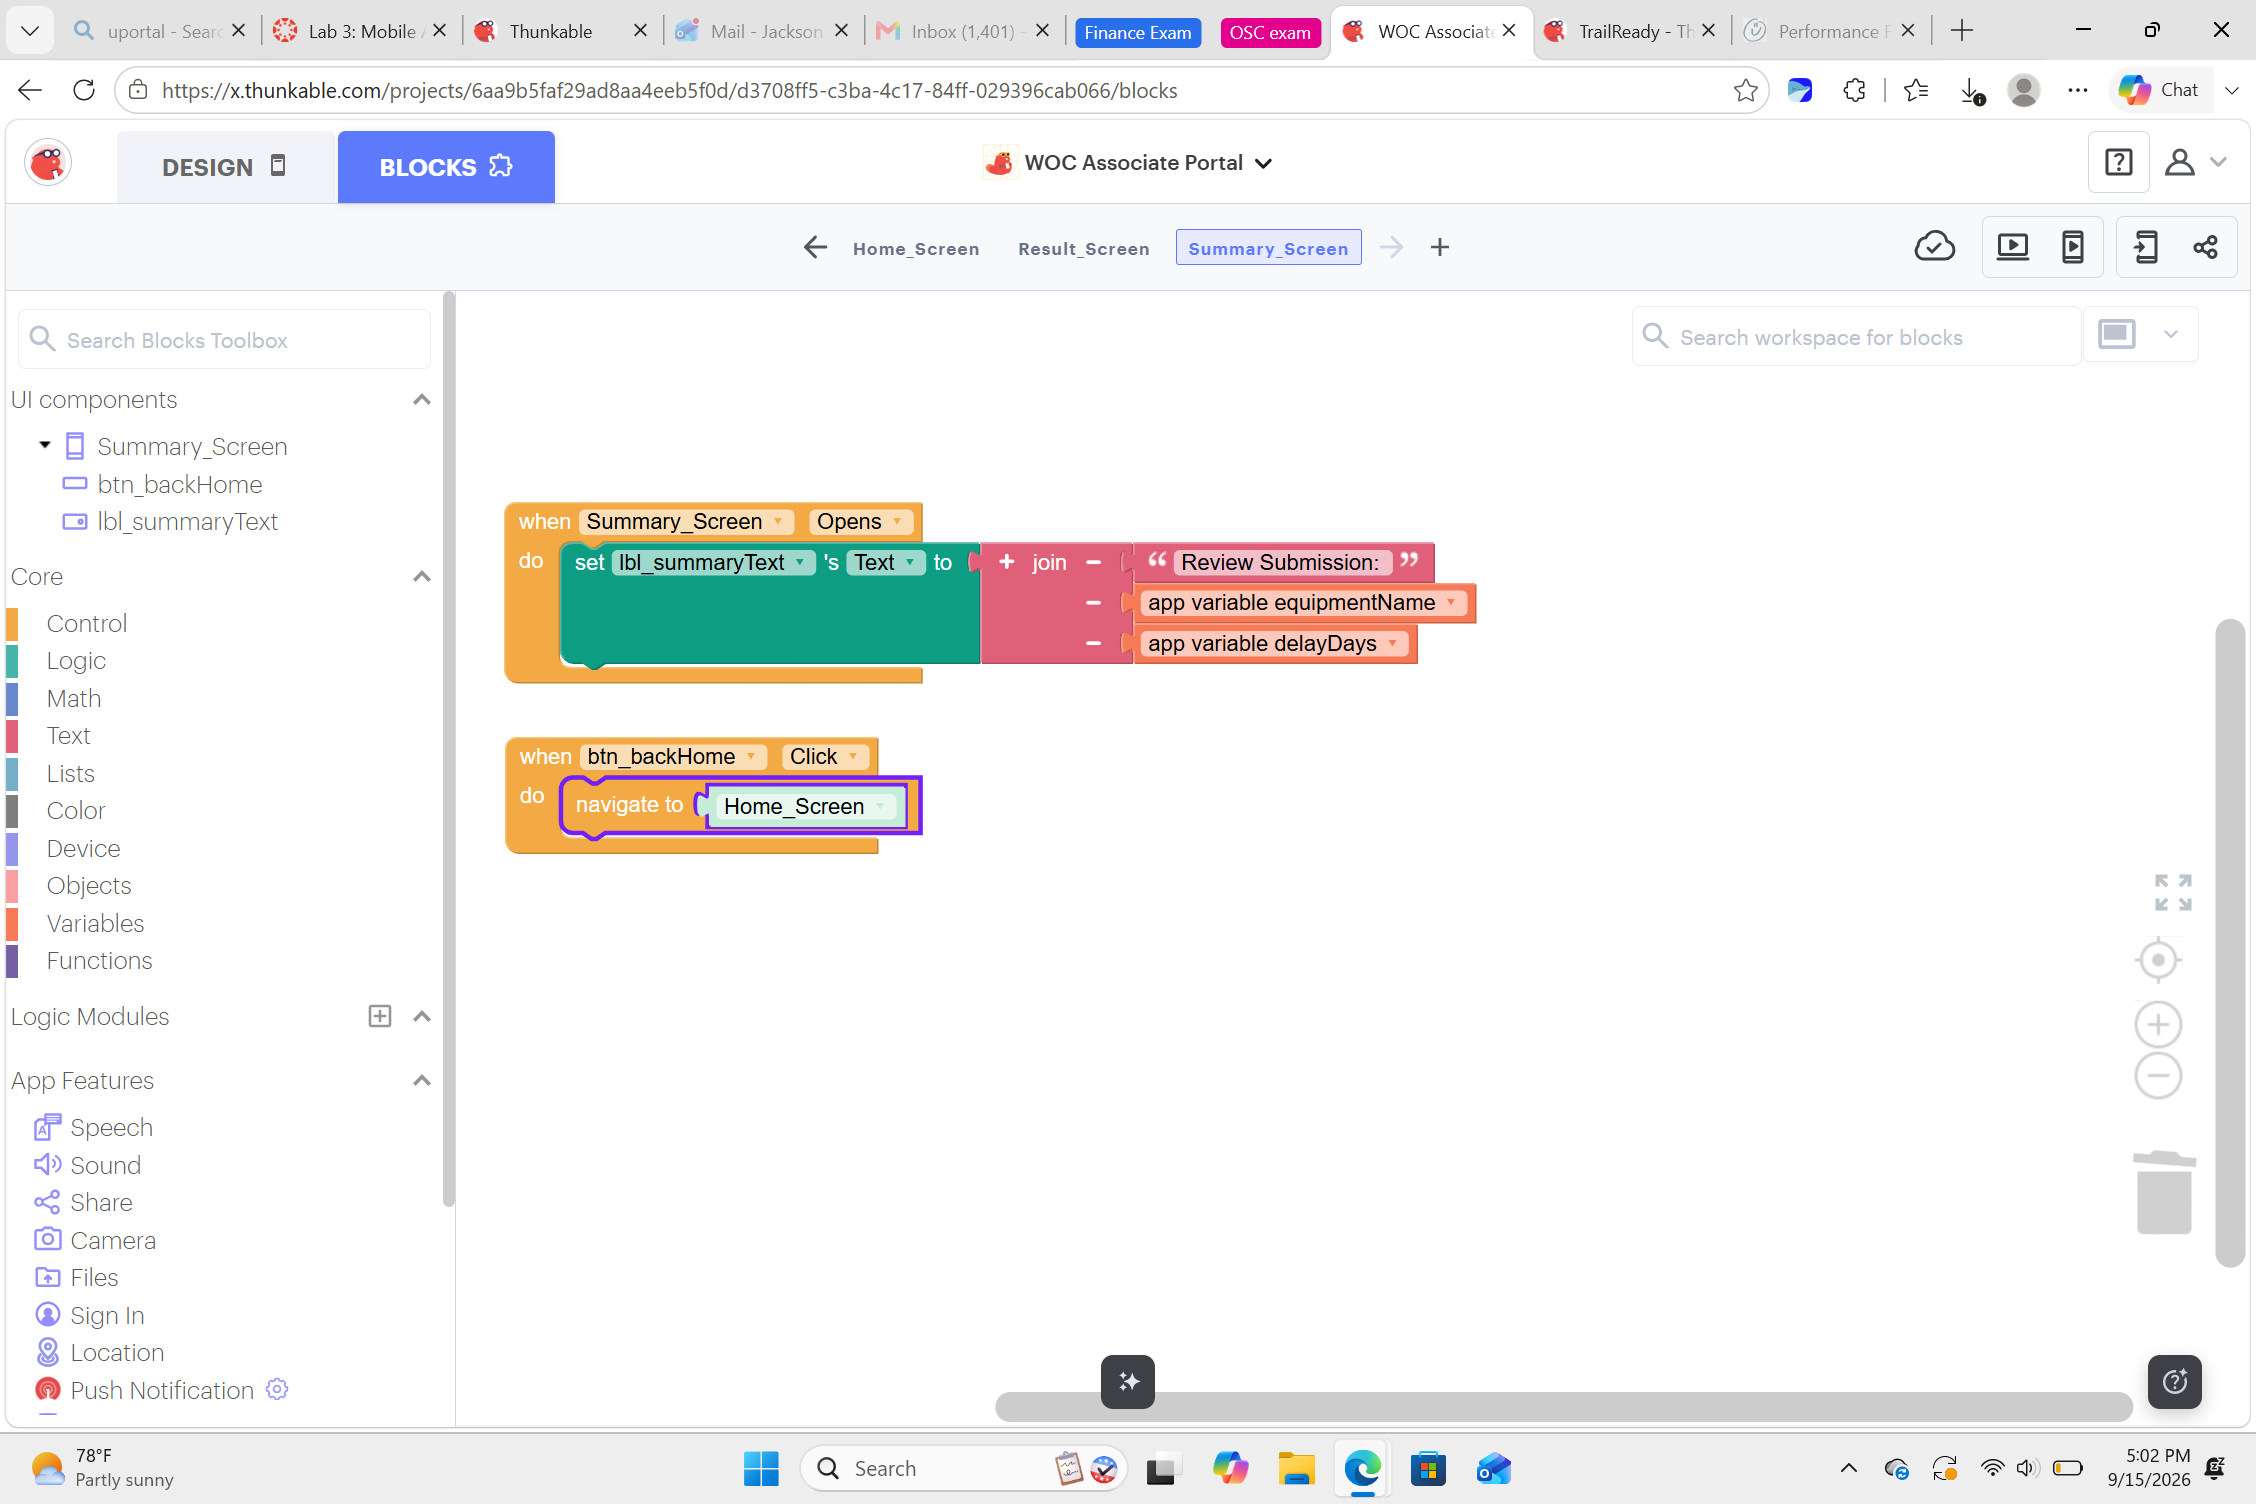 uportal - Searc
Lab 3: Mobile A
Thunkable
Mail - Jackson
Inbox (1,401) -
Finance Exam
OSC exam
WOC Associate
TrailReady - Th
Performance F
https://x.thunkable.com/projects/6aa9b5faf29ad8aa4eeb5f0d/d3708ff5-c3ba-4c17-84ff-029396cab066/blocks
Chat
DESIGN
BLOCKS
WOC Associate Portal
Home_Screen
Result_Screen
Summary_Screen
Search Blocks Toolbox
Search workspace for blocks
UI components
Summary_Screen
btn_backHome
lbl_summaryText
Core
Control
Logic
Math
Text
Lists
Color
Device
Objects
Variables
Functions
Logic Modules
App Features
Speech
Sound
Share
Camera
Files
Sign In
Location
Push Notification
when Summary_Screen Opens
do set lbl_summaryText 's Text to + join − “ Review Submission: ”
− app variable equipmentName
− app variable delayDays
when btn_backHome Click
do navigate to Home_Screen
78°F
Partly sunny
Search
5:02 PM
9/15/2026